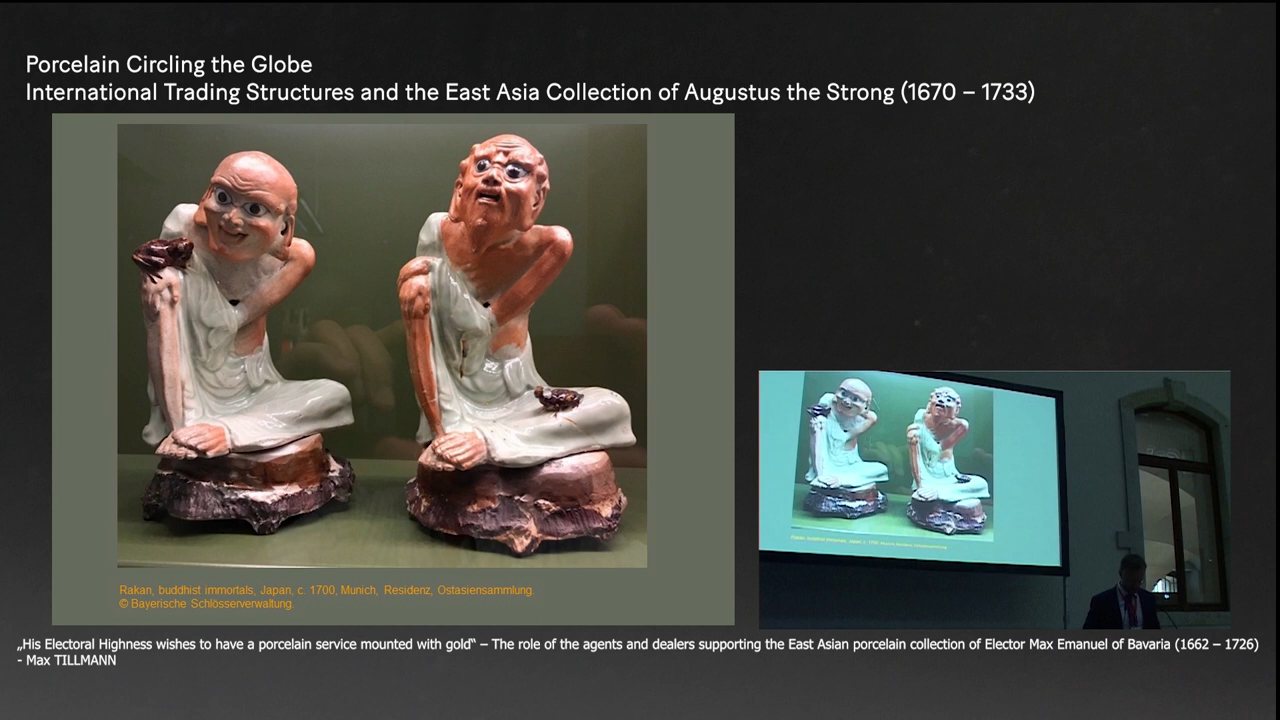 Porcelain Circling the Globe
International Trading Structures and the East Asia Collection of Augustus the Strong (1670 – 1733)
Rakan, buddhist immortals, Japan, c. 1700, Munich, Residenz, Ostasiensammlung.
© Bayerische Schlösserverwaltung.
„His Electoral Highness wishes to have a porcelain service mounted with gold“ – The role of the agents and dealers supporting the East Asian porcelain collection of Elector Max Emanuel of Bavaria (1662 – 1726)
- Max TILLMANN